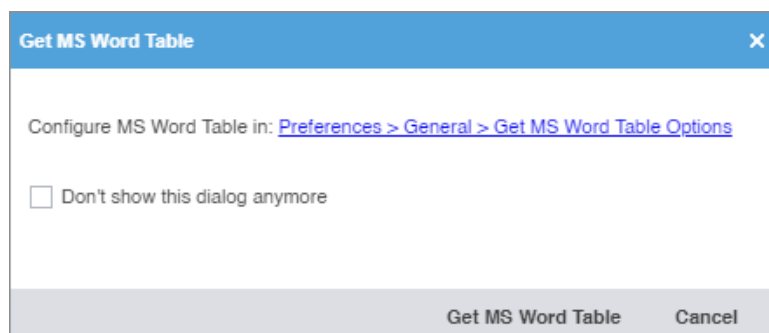 Get MS Word Table
Configure MS Word Table in: Preferences > General > Get MS Word Table Options
Don't show this dialog anymore
Get MS Word Table Cancel